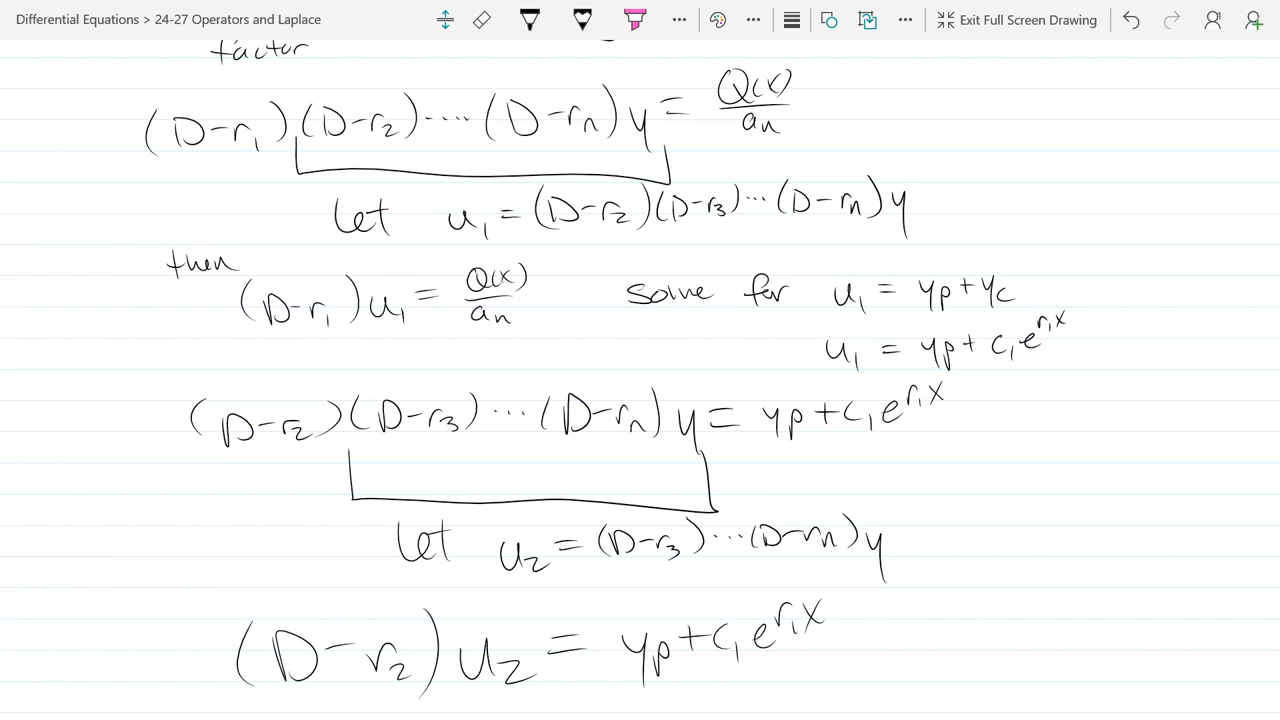 Differential Equations > 24-27 Operators and Laplace
Exit Full Screen Drawing
factor
(D-r₁)(D-r₂).....(D-rₙ)y = Q(x)/aₙ
Let u₁ = (D-r₂)(D-r₃)...(D-rₙ)y
then
(D-r₁)u₁ = Q(x)/aₙ solve for u₁ = yp + yc
u₁ = yp + c₁e^(r₁x)
(D-r₂)(D-r₃)...(D-rₙ)y = yp + c₁e^(r₁x)
Let u₂ = (D-r₃)...(D-rₙ)y
(D-r₂)u₂ = yp + c₁e^(r₁x)